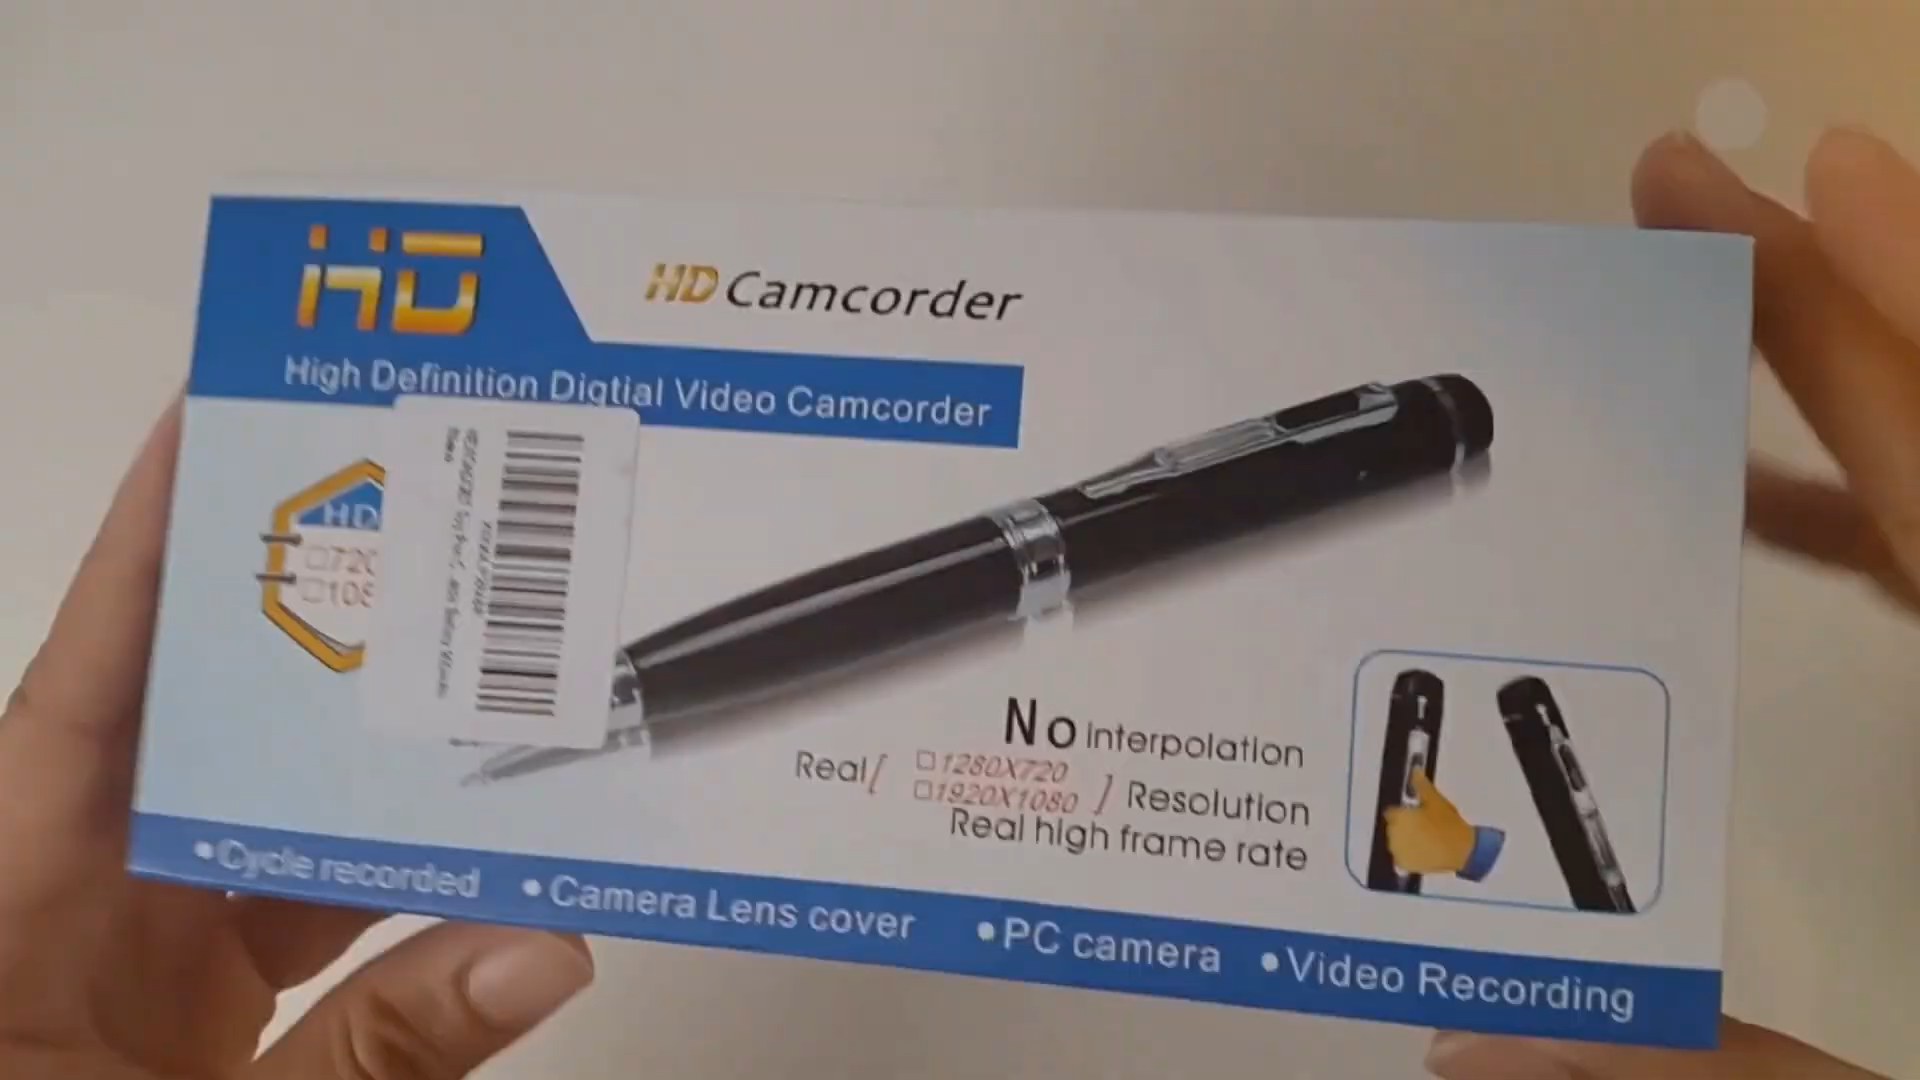 HD
HD Camcorder
High Definition Digtial Video Camcorder
HD
No interpolation
Real [ □1280X720
□1920X1080 ] Resolution
Real high frame rate
•Cycle recorded •Camera Lens cover •PC camera •Video Recording